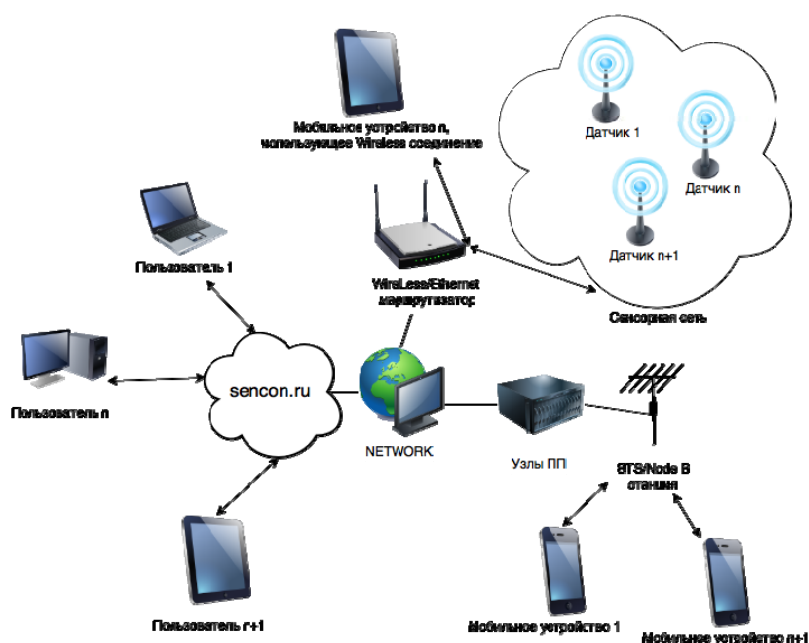 Мобильное устройство n,
использующее Wireless соединение
Датчик 1
Датчик n
Датчик n+1
Сенсорная сеть
Пользователь 1
WireLess/Ethernet
маршрутизатор
Пользователь n
sencon.ru
NETWORK
Узлы ПП
BTS/Node B
станция
Пользователь n+1
Мобильное устройство 1
Мобильное устройство n+1